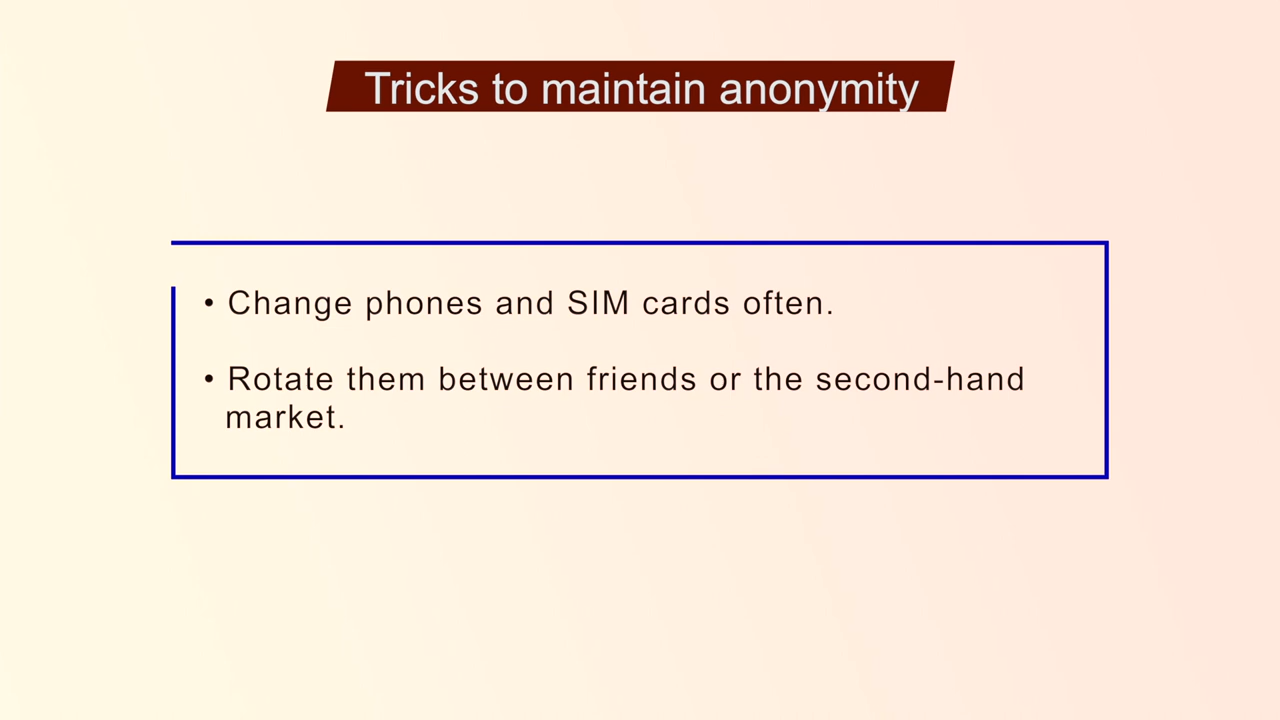 Tricks to maintain anonymity
• Change phones and SIM cards often.
• Rotate them between friends or the second-hand
market.